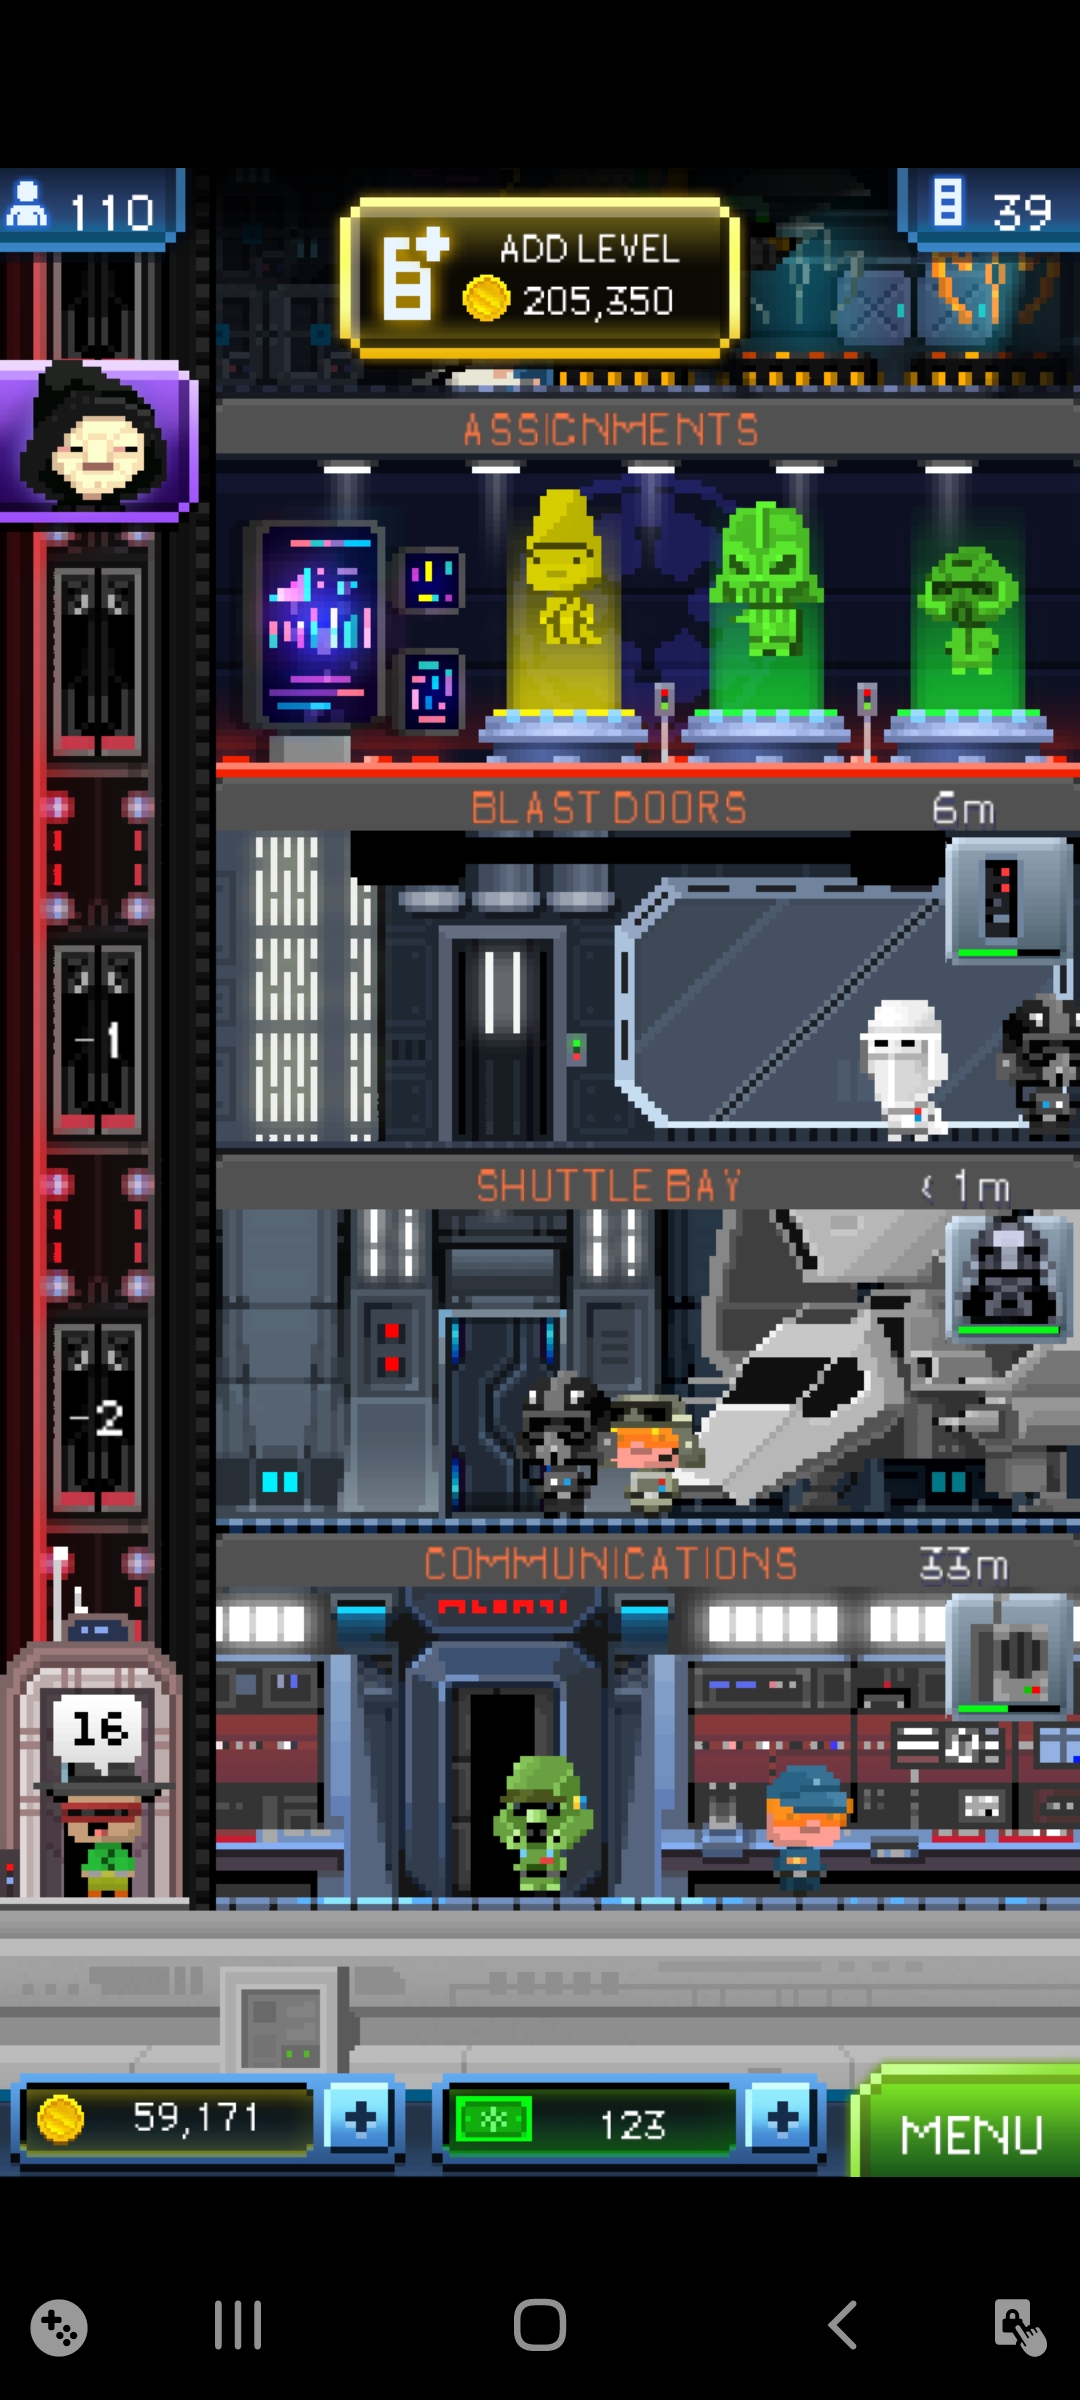 110
ADD LEVEL
205,350
39
ASSIGNMENTS
BLAST DOORS
6m
-1
SHUTTLE BAY
< 1m
-2
COMMUNICATIONS
33m
16
59,171
123
MENU